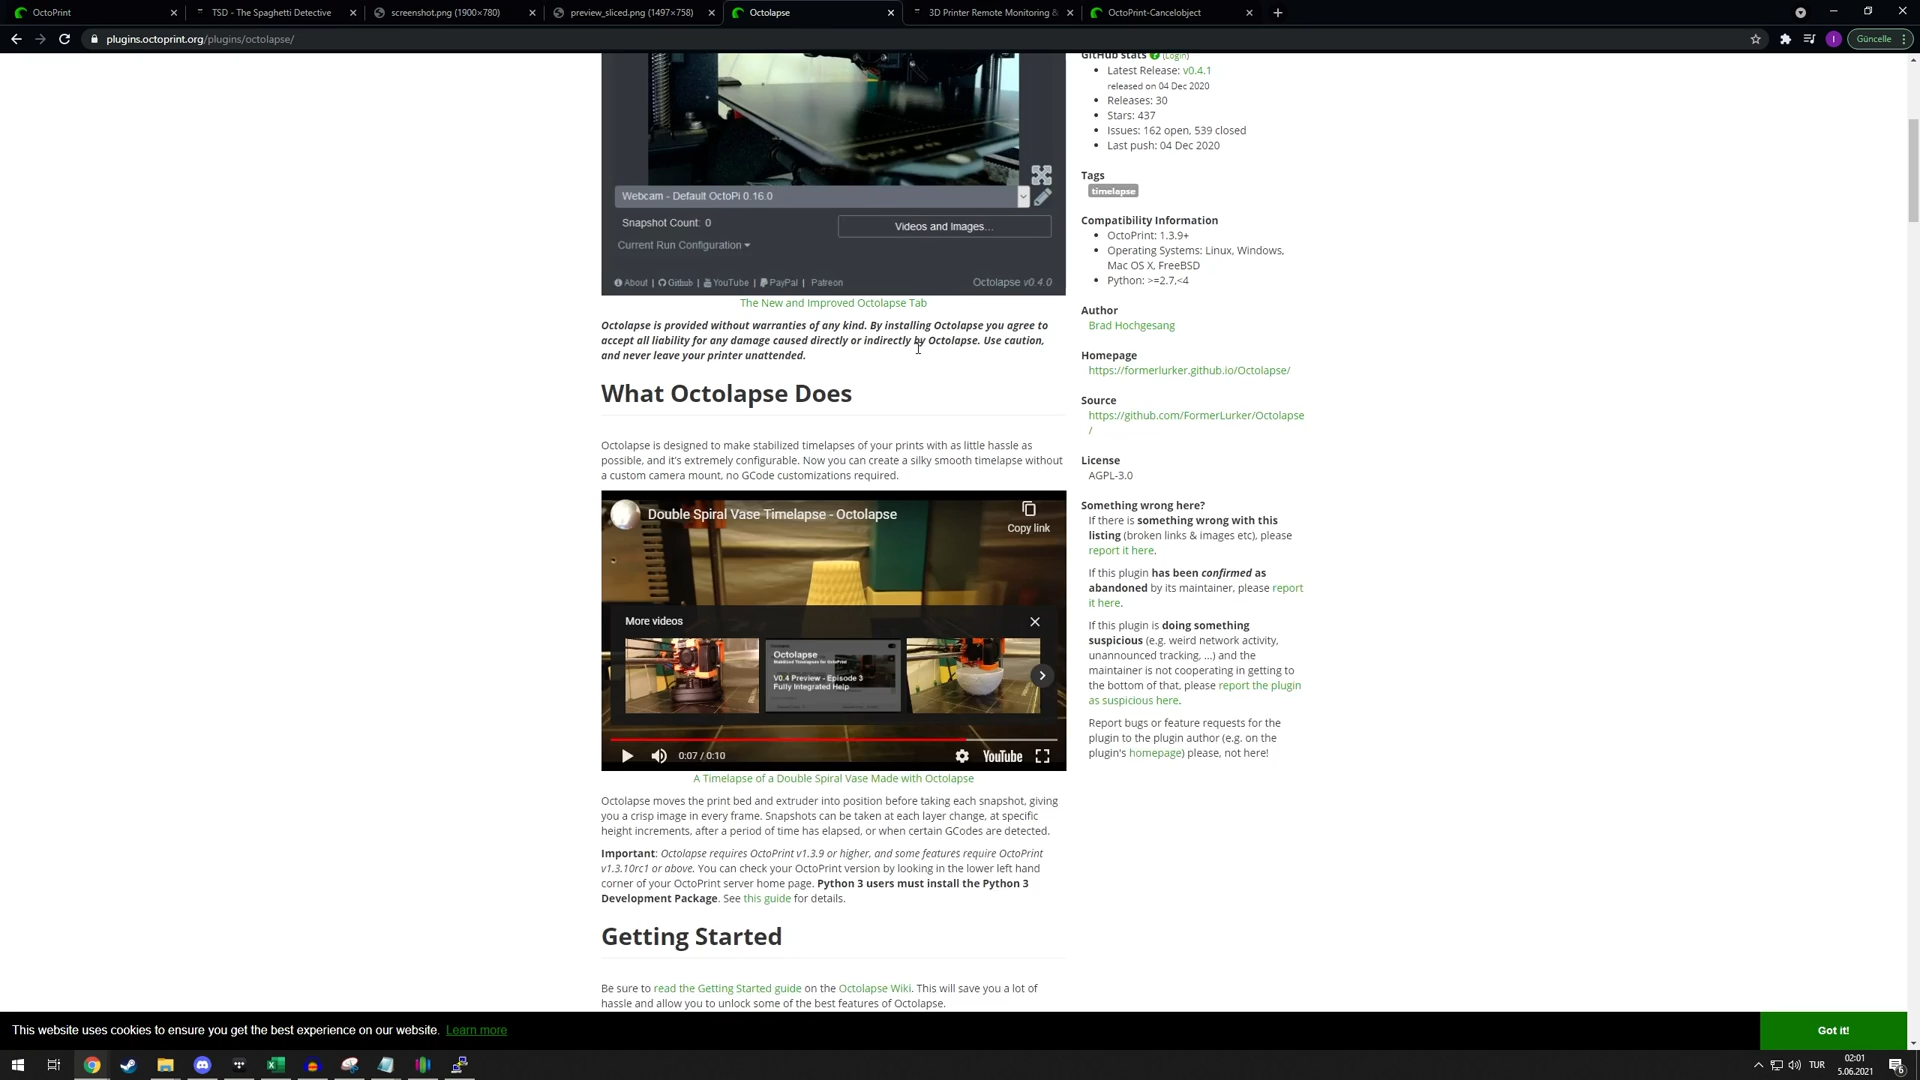 OctoPrint
TSD - The Spaghetti Detective
screenshot.png (1900×780)
preview_sliced.png (1497×758)
Octolapse
3D Printer Remote Monitoring &
OctoPrint-Cancelobject
plugins.octoprint.org/plugins/octolapse/
Güncelle
Webcam - Default OctoPi 0.16.0
Snapshot Count: 0
Videos and Images...
Current Run Configuration
About | Github | YouTube | PayPal | Patreon
Octolapse v0.4.0
The New and Improved Octolapse Tab
Octolapse is provided without warranties of any kind. By installing Octolapse you agree to
accept all liability for any damage caused directly or indirectly by Octolapse. Use caution,
and never leave your printer unattended.
What Octolapse Does
Octolapse is designed to make stabilized timelapses of your prints with as little hassle as
possible, and it's extremely configurable. Now you can create a silky smooth timelapse without
a custom camera mount, no GCode customizations required.
Double Spiral Vase Timelapse - Octolapse
Copy link
More videos
Octolapse
Stabilized Timelapses for OctoPrint
V0.4 Preview - Episode 3
Fully Integrated Help
0:07 / 0:10
YouTube
A Timelapse of a Double Spiral Vase Made with Octolapse
Octolapse moves the print bed and extruder into position before taking each snapshot, giving
you a crisp image in every frame. Snapshots can be taken at each layer change, at specific
height increments, after a period of time has elapsed, or when certain GCodes are detected.
Important: Octolapse requires OctoPrint v1.3.9 or higher, and some features require OctoPrint
v1.3.10rc1 or above. You can check your OctoPrint version by looking in the lower left hand
corner of your OctoPrint server home page. Python 3 users must install the Python 3
Development Package. See this guide for details.
Getting Started
Be sure to read the Getting Started guide on the Octolapse Wiki. This will save you a lot of
hassle and allow you to unlock some of the best features of Octolapse.
GitHub stats ? (Login)
Latest Release: v0.4.1
released on 04 Dec 2020
Releases: 30
Stars: 437
Issues: 162 open, 539 closed
Last push: 04 Dec 2020
Tags
timelapse
Compatibility Information
OctoPrint: 1.3.9+
Operating Systems: Linux, Windows,
Mac OS X, FreeBSD
Python: >=2.7,<4
Author
Brad Hochgesang
Homepage
https://formerlurker.github.io/Octolapse/
Source
https://github.com/FormerLurker/Octolapse
/
License
AGPL-3.0
Something wrong here?
If there is something wrong with this
listing (broken links & images etc), please
report it here.
If this plugin has been confirmed as
abandoned by its maintainer, please report
it here.
If this plugin is doing something
suspicious (e.g. weird network activity,
unannounced tracking, ...) and the
maintainer is not cooperating in getting to
the bottom of that, please report the plugin
as suspicious here.
Report bugs or feature requests for the
plugin to the plugin author (e.g. on the
plugin's homepage) please, not here!
This website uses cookies to ensure you get the best experience on our website. Learn more
Got it!
TUR
02:01
5.06.2021